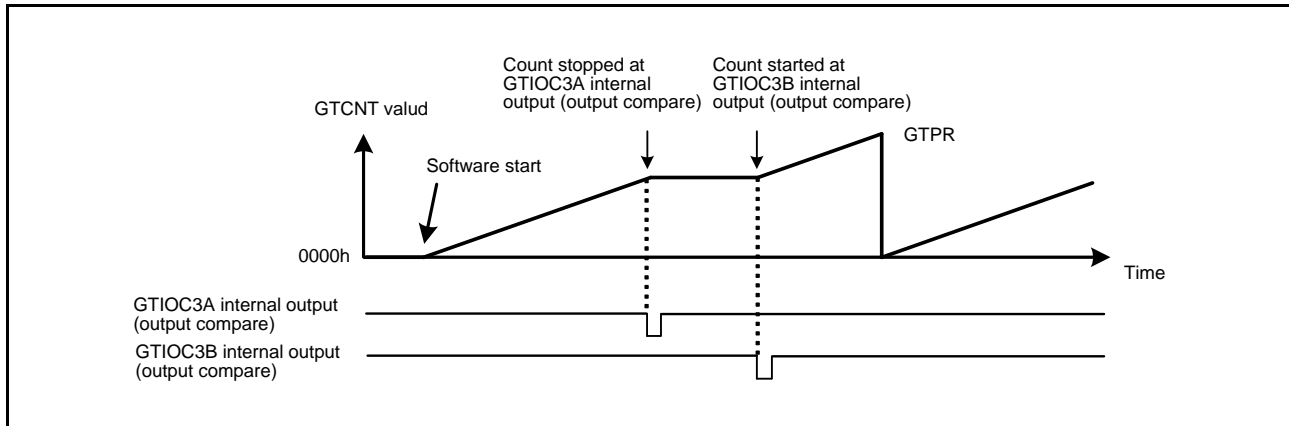 Count stopped at
GTIOC3A internal
output (output compare)
Count started at
GTIOC3B internal
output (output compare)
GTCNT valud
GTPR
Software start
0000h
Time
GTIOC3A internal output
(output compare)
GTIOC3B internal output
(output compare)